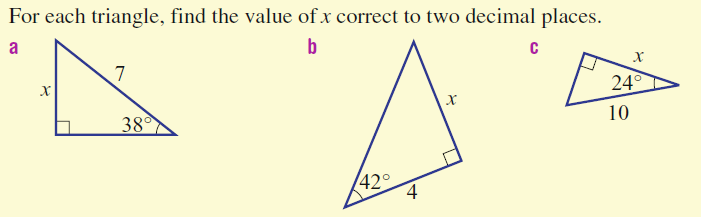 For each triangle, find the value of x correct to two decimal places.
a b c
7
x
38°
x
42°
4
x
24°
10